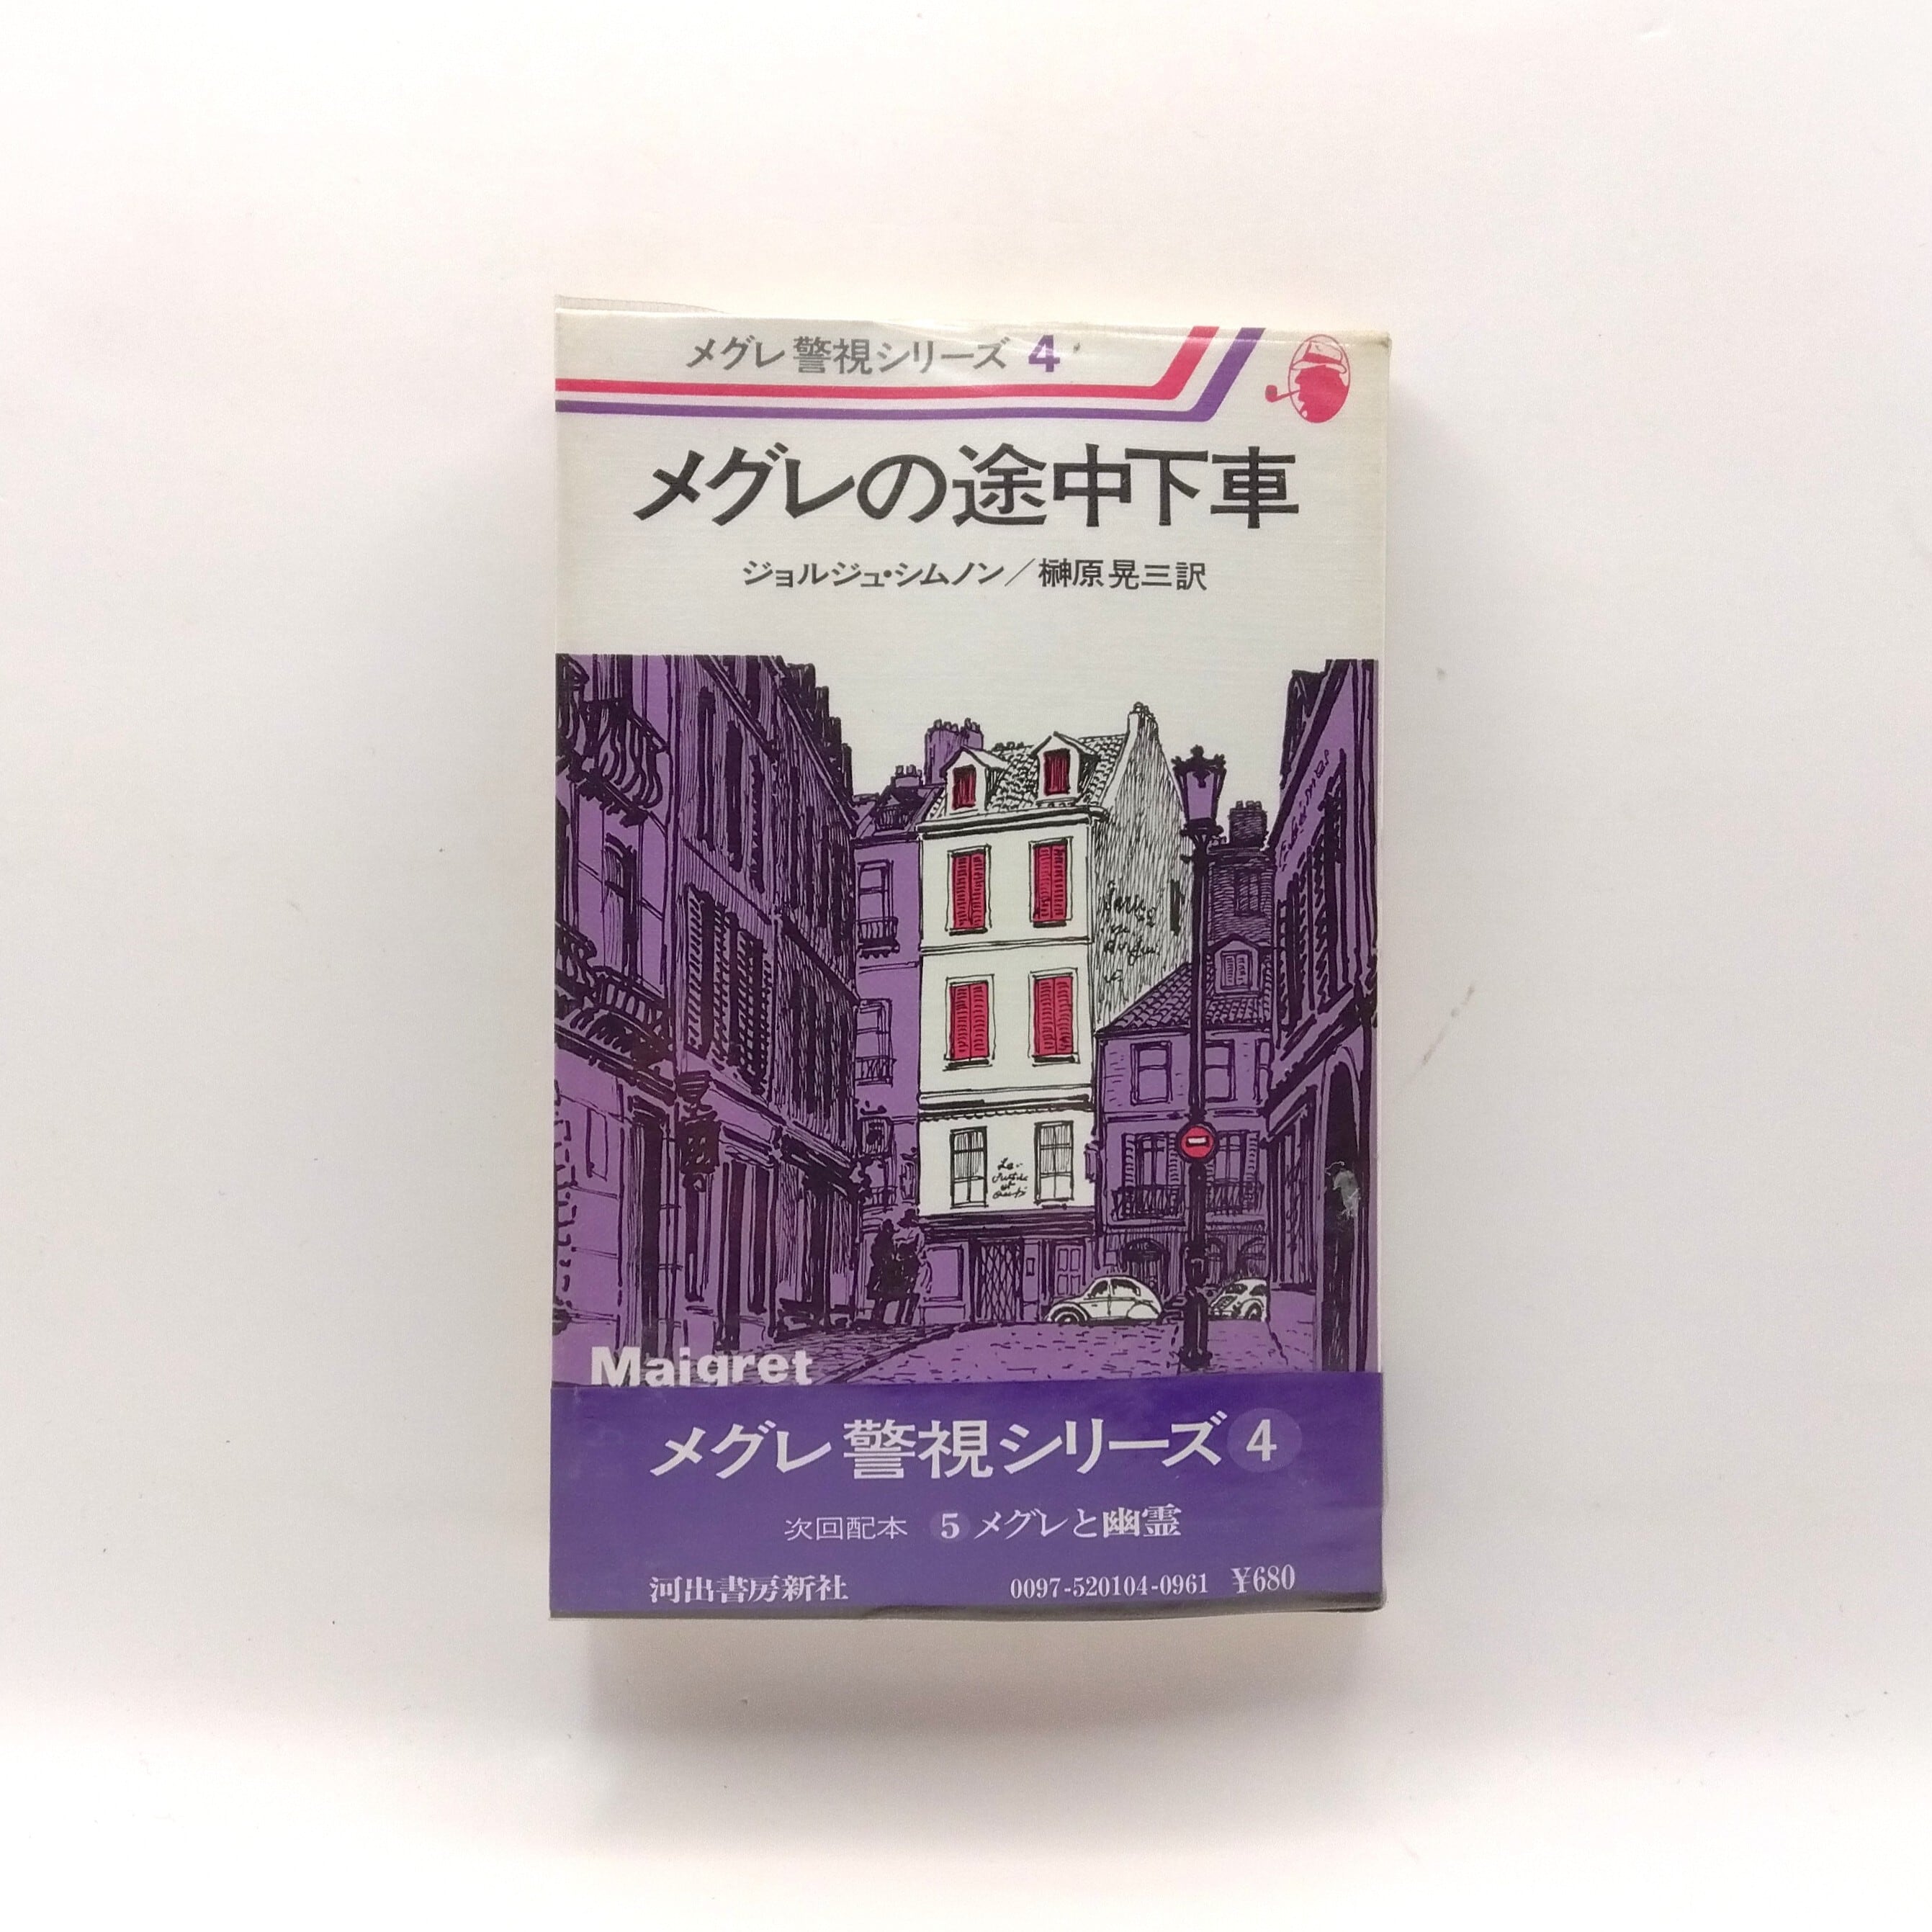 メグレ警視シリーズ 4
メグレの途中下車
ジョルジュ・シムノン／榊原晃三訳
Maigret
メグレ警視シリーズ 4
次回配本 5 メグレと幽霊
河出書房新社 0097-520104-0961 ¥680